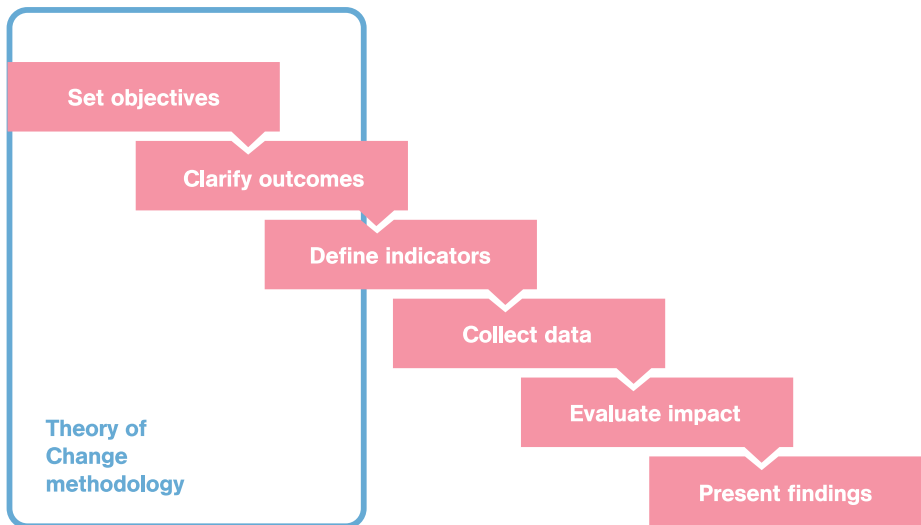 Set objectives
Clarify outcomes
Define indicators
Collect data
Evaluate impact
Present findings
Theory of
Change
methodology